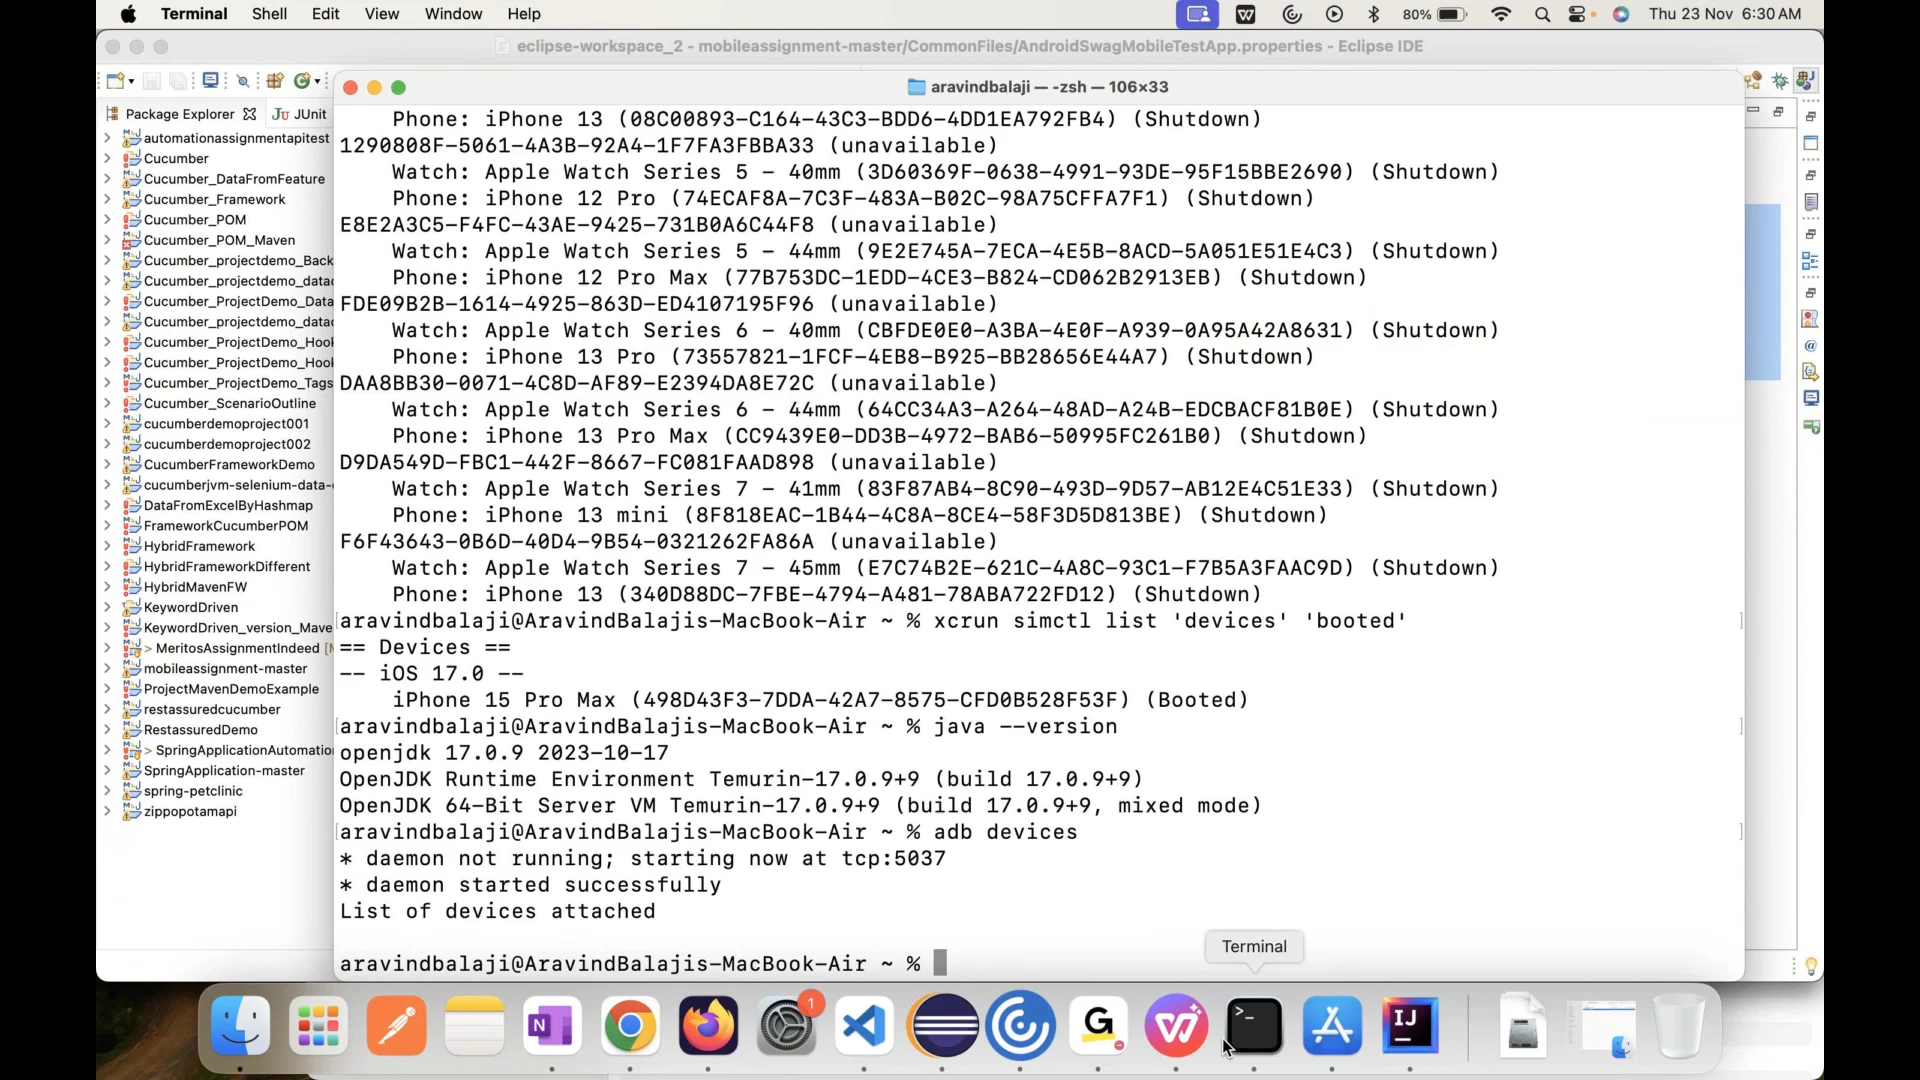 Terminal Shell Edit View Window Help 80% Thu 23 Nov 6:30 AM
eclipse-workspace_2 - mobileassignment-master/CommonFiles/AndroidSwagMobileTestApp.properties - Eclipse IDE
aravindbalaji — -zsh — 106×33
Package Explorer JUnit
automationassignmentapitest
Cucumber
Cucumber_DataFromFeature
Cucumber_Framework
Cucumber_POM
Cucumber_POM_Maven
Cucumber_projectdemo_Back
Cucumber_projectdemo_datad
Cucumber_ProjectDemo_Data
Cucumber_projectdemo_datad
Cucumber_ProjectDemo_Hook
Cucumber_ProjectDemo_Hook
Cucumber_ProjectDemo_Tags
Cucumber_ScenarioOutline
cucumberdemoproject001
cucumberdemoproject002
CucumberFrameworkDemo
cucumberjvm-selenium-data-
DataFromExcelByHashmap
FrameworkCucumberPOM
HybridFramework
HybridFrameworkDifferent
HybridMavenFW
KeywordDriven
KeywordDriven_version_Mave
> MeritosAssignmentIndeed
mobileassignment-master
ProjectMavenDemoExample
restassuredcucumber
RestassuredDemo
> SpringApplicationAutomatio
SpringApplication-master
spring-petclinic
zippopotamapi
Phone: iPhone 13 (08C00893-C164-43C3-BDD6-4DD1EA792FB4) (Shutdown)
1290808F-5061-4A3B-92A4-1F7FA3FBBA33 (unavailable)
Watch: Apple Watch Series 5 - 40mm (3D60369F-0638-4991-93DE-95F15BBE2690) (Shutdown)
Phone: iPhone 12 Pro (74ECAF8A-7C3F-483A-B02C-98A75CFFA7F1) (Shutdown)
E8E2A3C5-F4FC-43AE-9425-731B0A6C44F8 (unavailable)
Watch: Apple Watch Series 5 - 44mm (9E2E745A-7ECA-4E5B-8ACD-5A051E51E4C3) (Shutdown)
Phone: iPhone 12 Pro Max (77B753DC-1EDD-4CE3-B824-CD062B2913EB) (Shutdown)
FDE09B2B-1614-4925-863D-ED4107195F96 (unavailable)
Watch: Apple Watch Series 6 - 40mm (CBFDE0E0-A3BA-4E0F-A939-0A95A42A8631) (Shutdown)
Phone: iPhone 13 Pro (73557821-1FCF-4EB8-B925-BB28656E44A7) (Shutdown)
DAA8BB30-0071-4C8D-AF89-E2394DA8E72C (unavailable)
Watch: Apple Watch Series 6 - 44mm (64CC34A3-A264-48AD-A24B-EDCBACF81B0E) (Shutdown)
Phone: iPhone 13 Pro Max (CC9439E0-DD3B-4972-BAB6-50995FC261B0) (Shutdown)
D9DA549D-FBC1-442F-8667-FC081FAAD898 (unavailable)
Watch: Apple Watch Series 7 - 41mm (83F87AB4-8C90-493D-9D57-AB12E4C51E33) (Shutdown)
Phone: iPhone 13 mini (8F818EAC-1B44-4C8A-8CE4-58F3D5D813BE) (Shutdown)
F6F43643-0B6D-40D4-9B54-0321262FA86A (unavailable)
Watch: Apple Watch Series 7 - 45mm (E7C74B2E-621C-4A8C-93C1-F7B5A3FAAC9D) (Shutdown)
Phone: iPhone 13 (340D88DC-7FBE-4794-A481-78ABA722FD12) (Shutdown)
[aravindbalaji@AravindBalajis-MacBook-Air ~ % xcrun simctl list 'devices' 'booted' ]
== Devices ==
-- iOS 17.0 --
iPhone 15 Pro Max (498D43F3-7DDA-42A7-8575-CFD0B528F53F) (Booted)
[aravindbalaji@AravindBalajis-MacBook-Air ~ % java --version ]
openjdk 17.0.9 2023-10-17
OpenJDK Runtime Environment Temurin-17.0.9+9 (build 17.0.9+9)
OpenJDK 64-Bit Server VM Temurin-17.0.9+9 (build 17.0.9+9, mixed mode)
[aravindbalaji@AravindBalajis-MacBook-Air ~ % adb devices ]
* daemon not running; starting now at tcp:5037
* daemon started successfully
List of devices attached
aravindbalaji@AravindBalajis-MacBook-Air ~ %
Terminal
1
N
G
IJ